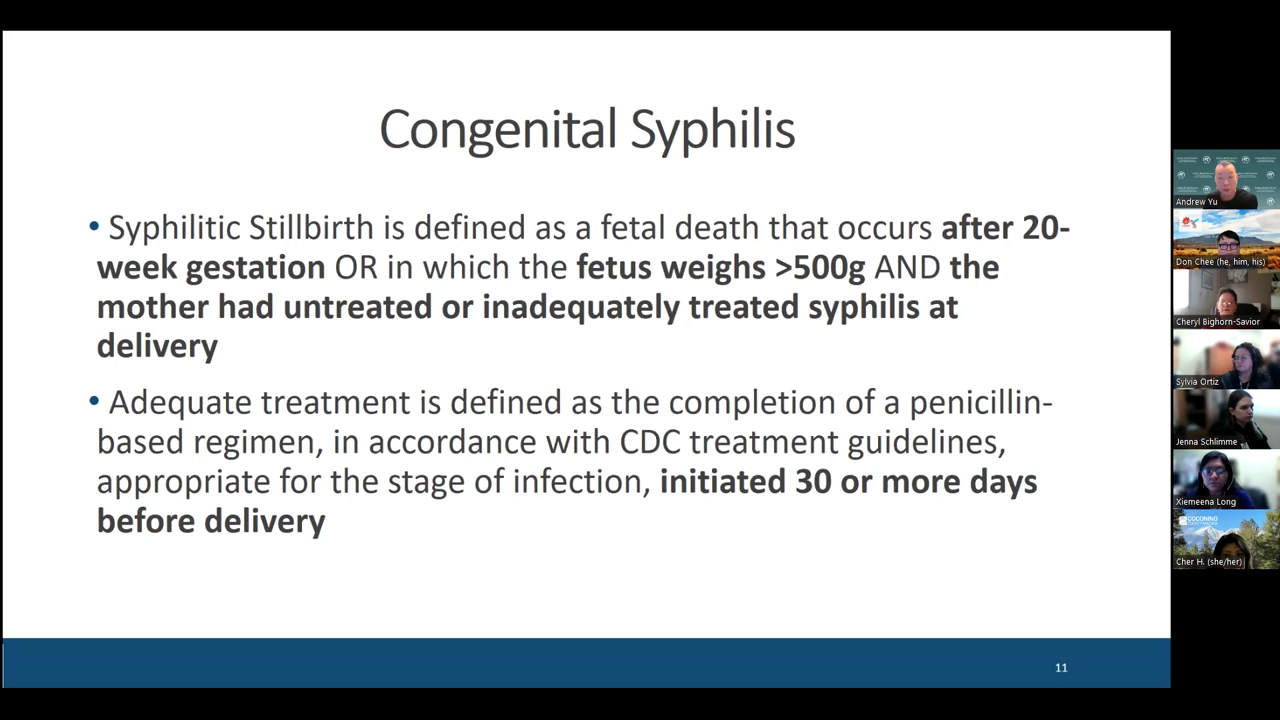 Congenital Syphilis
• Syphilitic Stillbirth is defined as a fetal death that occurs after 20-
week gestation OR in which the fetus weighs >500g AND the
mother had untreated or inadequately treated syphilis at
delivery
• Adequate treatment is defined as the completion of a penicillin-
based regimen, in accordance with CDC treatment guidelines,
appropriate for the stage of infection, initiated 30 or more days
before delivery
11
Andrew Yu
Don Chee (he, him, his)
Cheryl Bighorn-Savior
Sylvia Ortiz
Jenna Schlimme
Xiemeena Long
COCONINO
Cher H. (she/her)